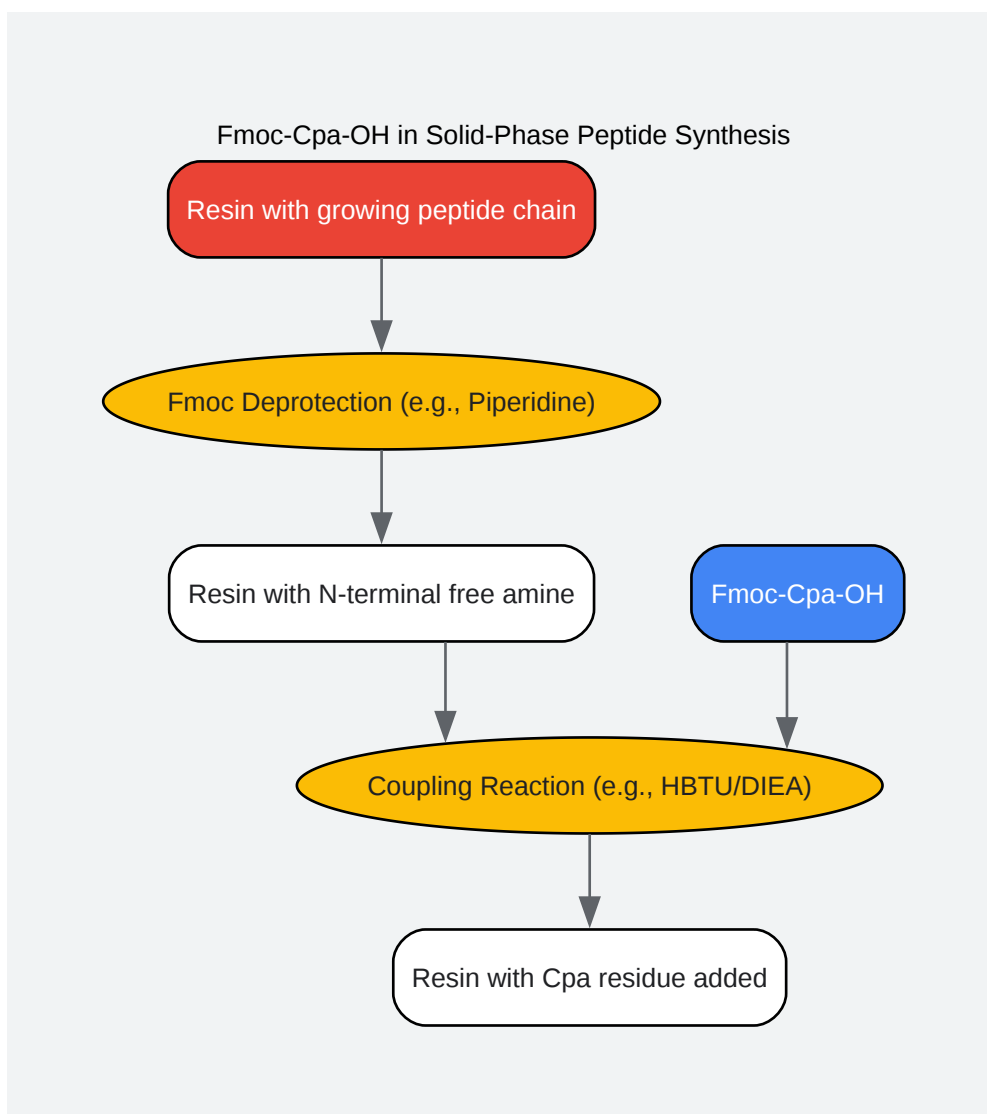 Fmoc-Cpa-OH in Solid-Phase Peptide Synthesis
Resin with growing peptide chain
Fmoc Deprotection (e.g., Piperidine)
Resin with N-terminal free amine
Fmoc-Cpa-OH
Coupling Reaction (e.g., HBTU/DIEA)
Resin with Cpa residue added